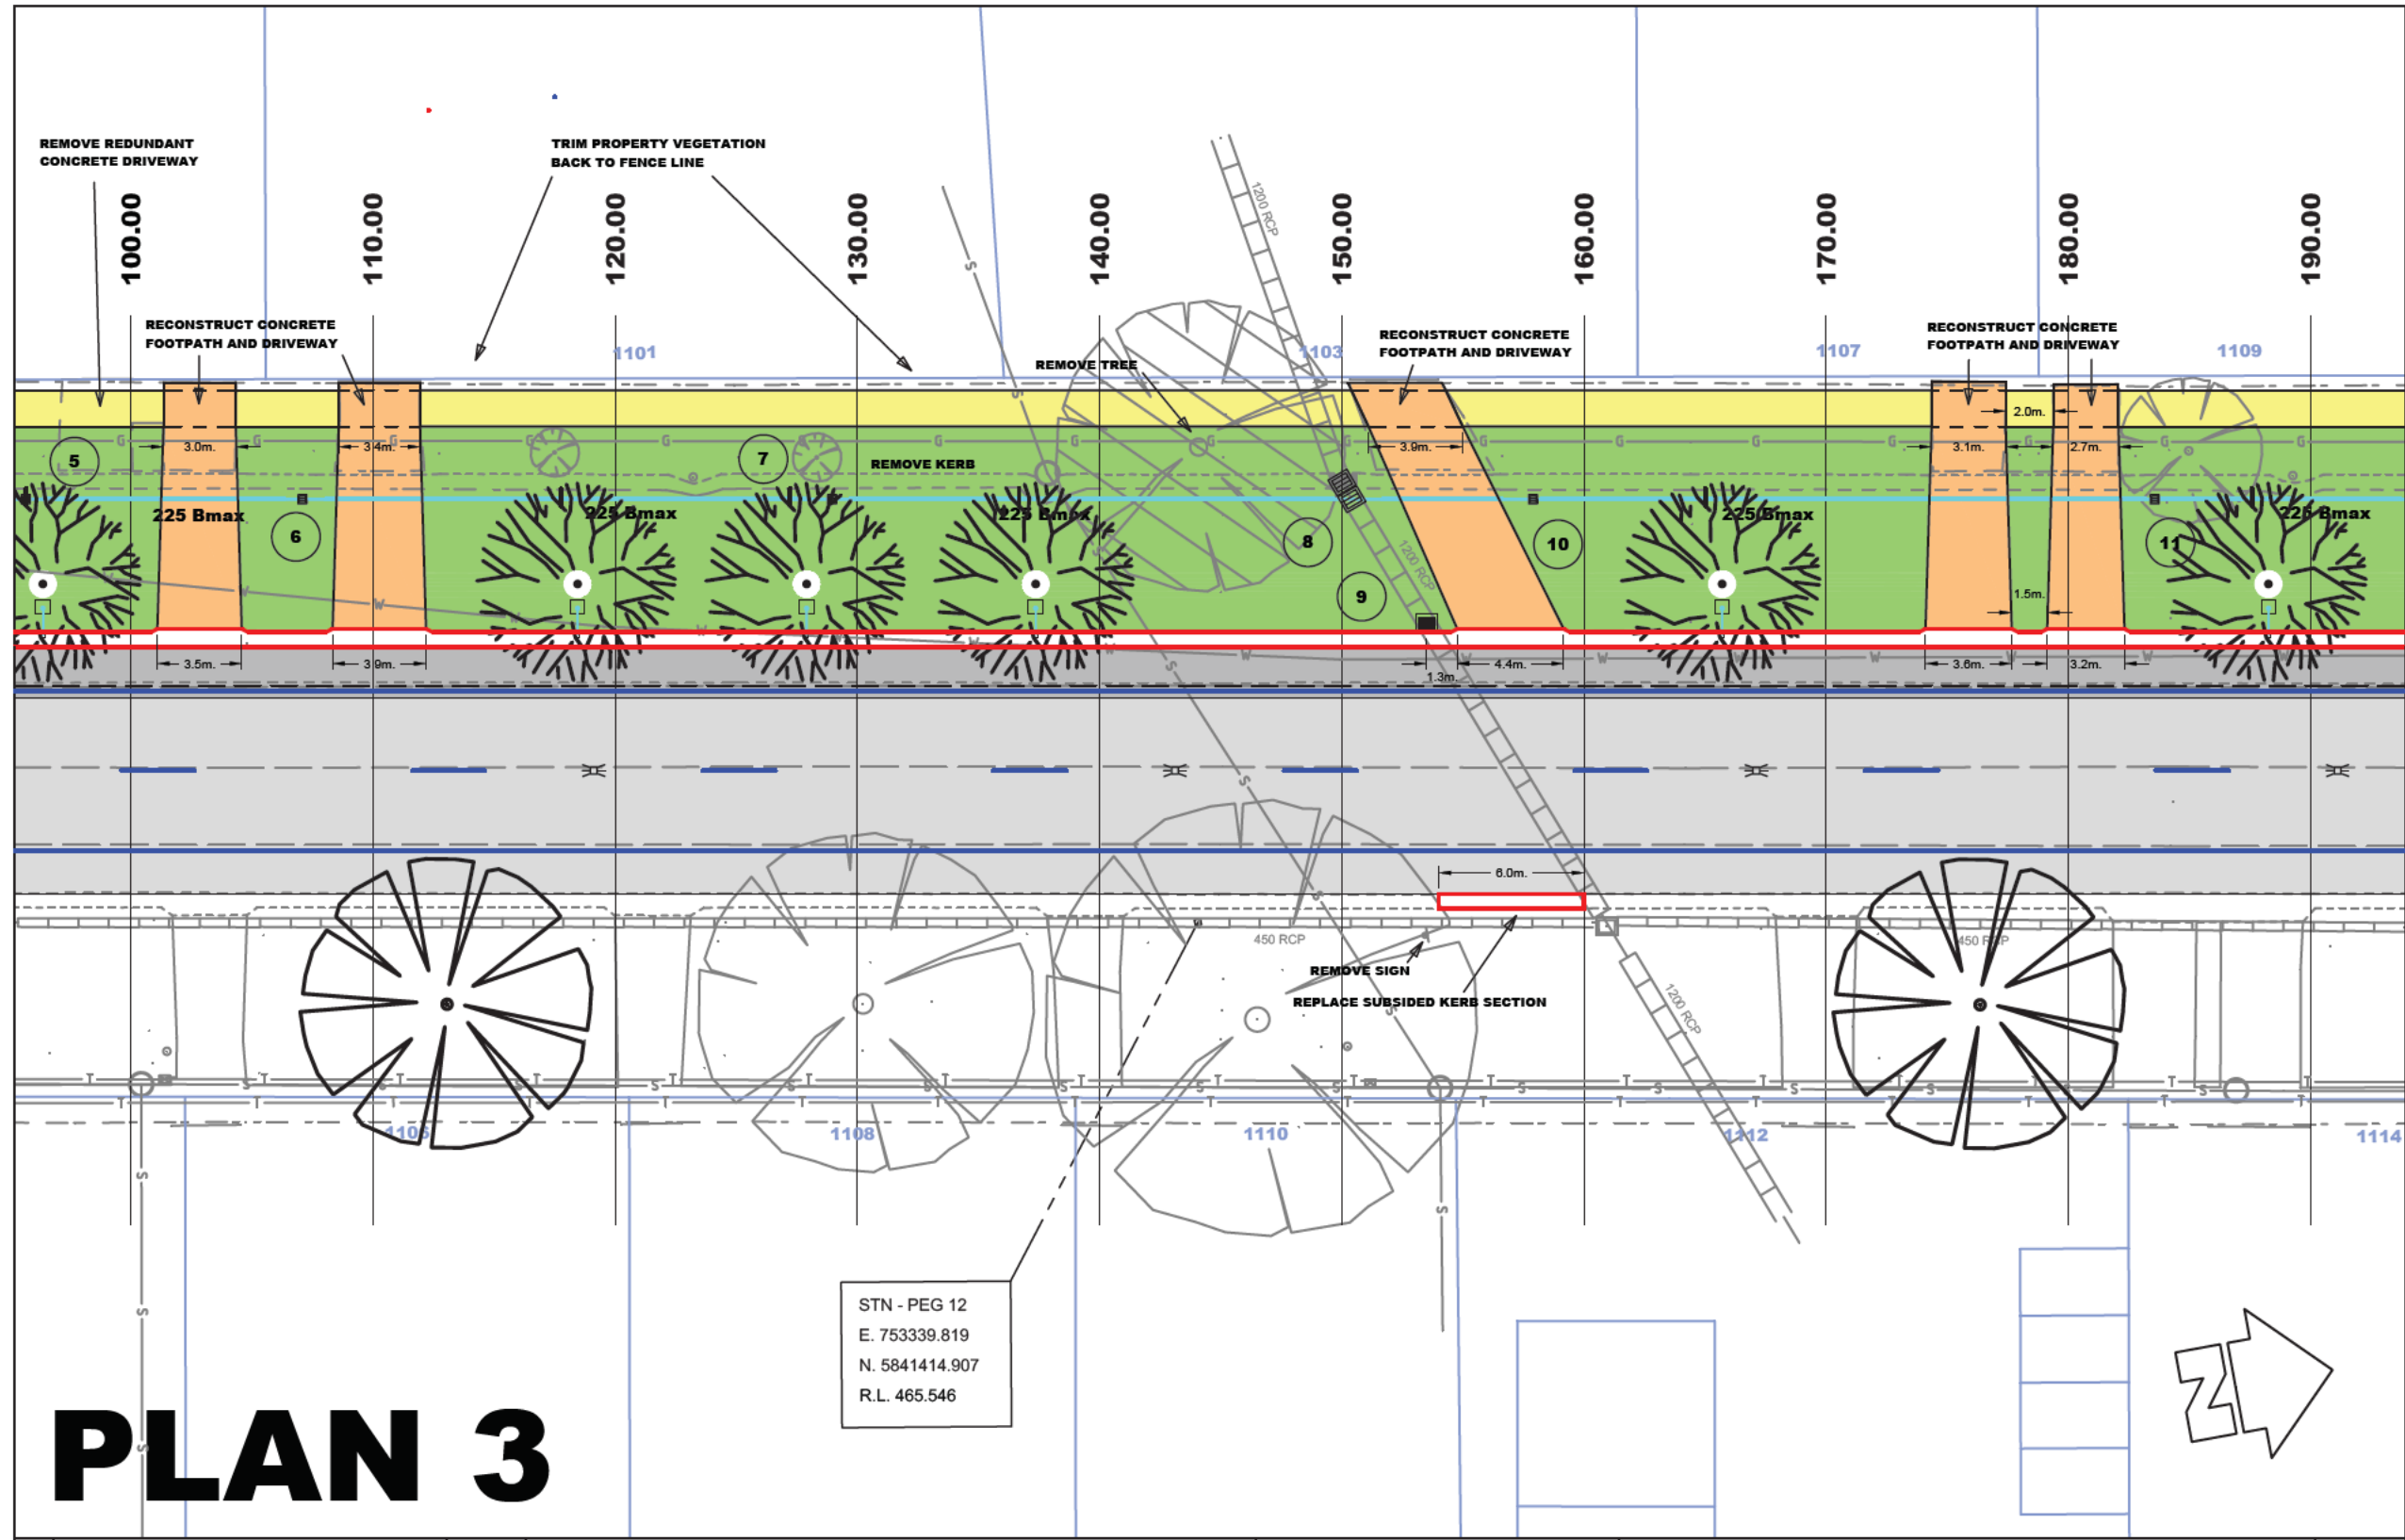 REMOVE REDUNDANT
CONCRETE DRIVEWAY
TRIM PROPERTY VEGETATION
BACK TO FENCE LINE
100.00
110.00
120.00
130.00
140.00
150.00
160.00
170.00
180.00
190.00
1200 RCP
RECONSTRUCT CONCRETE
FOOTPATH AND DRIVEWAY
1101
REMOVE TREE
1103
RECONSTRUCT CONCRETE
FOOTPATH AND DRIVEWAY
1107
RECONSTRUCT CONCRETE
FOOTPATH AND DRIVEWAY
1109
2.0m.
3.0m.
3.4m.
3.9m.
3.1m.
2.7m.
5
7
REMOVE KERB
225 Bmax
225 Bmax
225 Bmax
225 Bmax
225 Bmax
6
8
10
11
1200 RCP
9
1.5m.
3.5m.
3.9m.
4.4m.
3.6m.
3.2m.
1.3m.
6.0m.
450 RCP
450 RCP
REMOVE SIGN
REPLACE SUBSIDED KERB SECTION
1200 RCP
1106
1108
1110
1112
1114
STN - PEG 12
E. 753339.819
N. 5841414.907
R.L. 465.546
PLAN 3
N